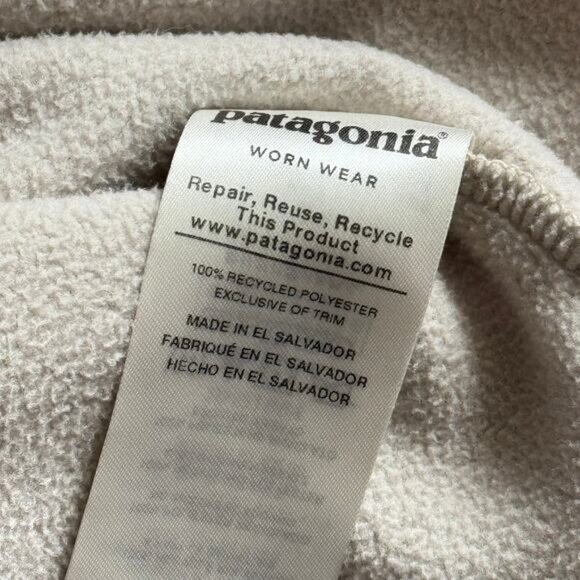 patagonia®
WORN WEAR
Repair, Reuse, Recycle
This Product
www.patagonia.com
100% RECYCLED POLYESTER
EXCLUSIVE OF TRIM
MADE IN EL SALVADOR
FABRIQUÉ EN EL SALVADOR
HECHO EN EL SALVADOR